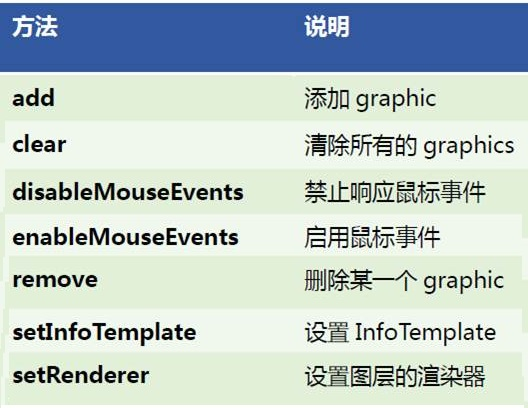 方法 说明
add 添加 graphic
clear 清除所有的 graphics
disableMouseEvents 禁止响应鼠标事件
enableMouseEvents 启用鼠标事件
remove 删除某一个 graphic
setInfoTemplate 设置 InfoTemplate
setRenderer 设置图层的渲染器